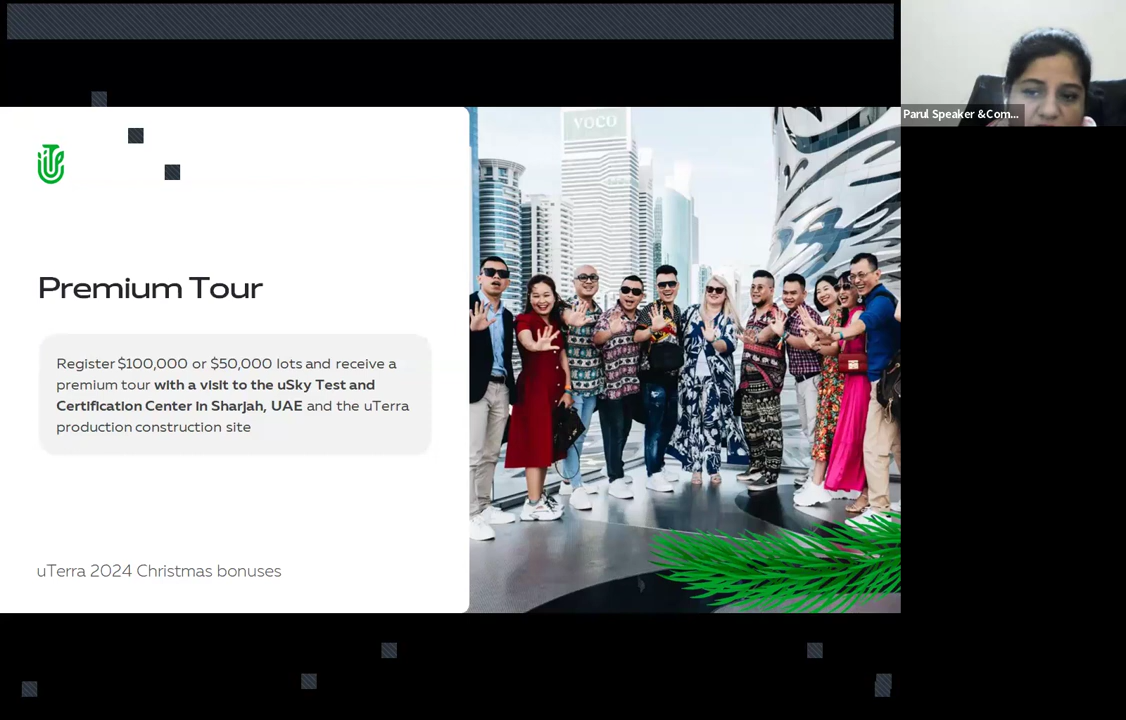 Parul Speaker &Com...
VOCO
Premium Tour
Register $100,000 or $50,000 lots and receive a
premium tour with a visit to the uSky Test and
Certification Center in Sharjah, UAE and the uTerra
production construction site
uTerra 2024 Christmas bonuses